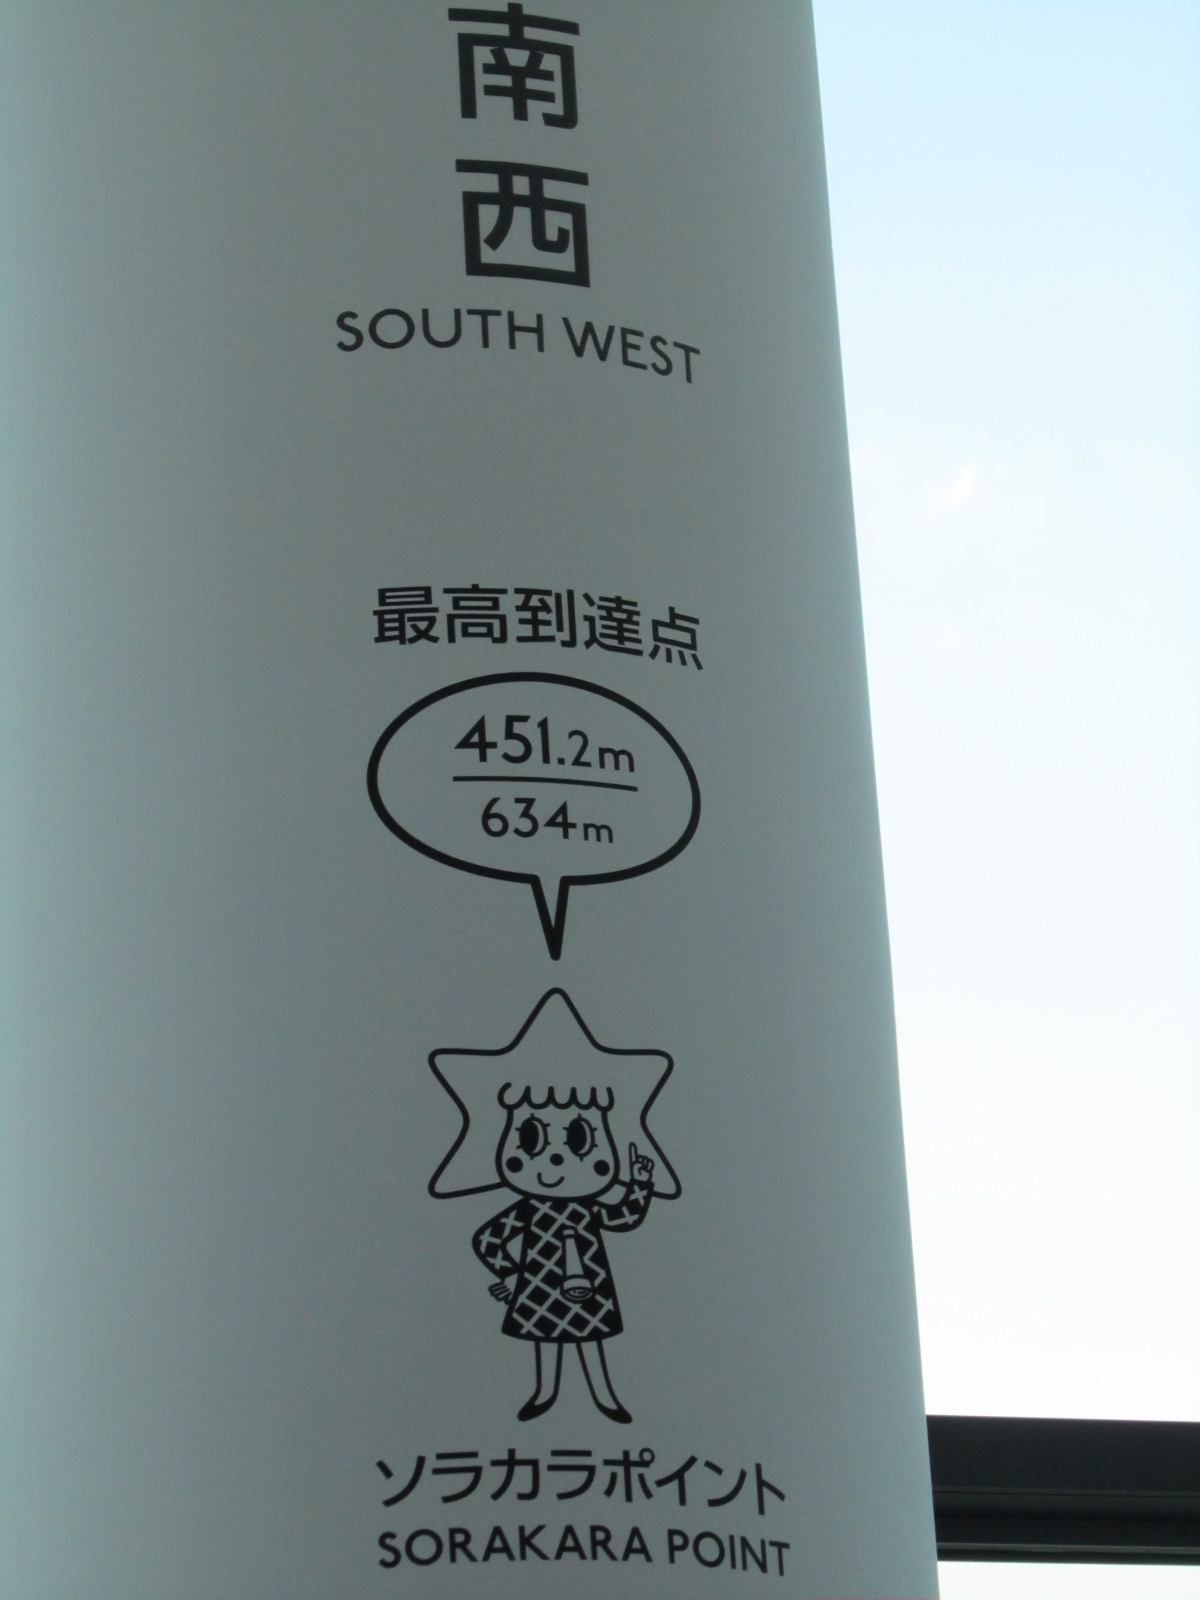 南西
SOUTH WEST
最高到達点
451.2m
634m
ソラカラポイント
SORAKARA POINT